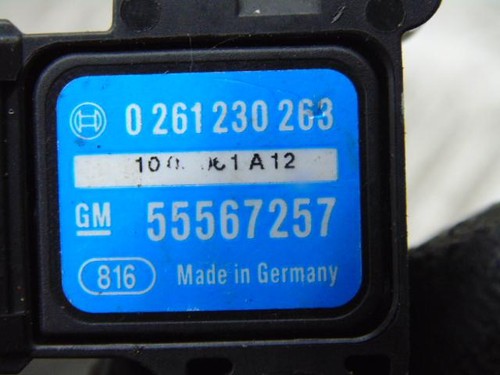 0 261 230 263
A12
GM 55567257
816 Made in Germany